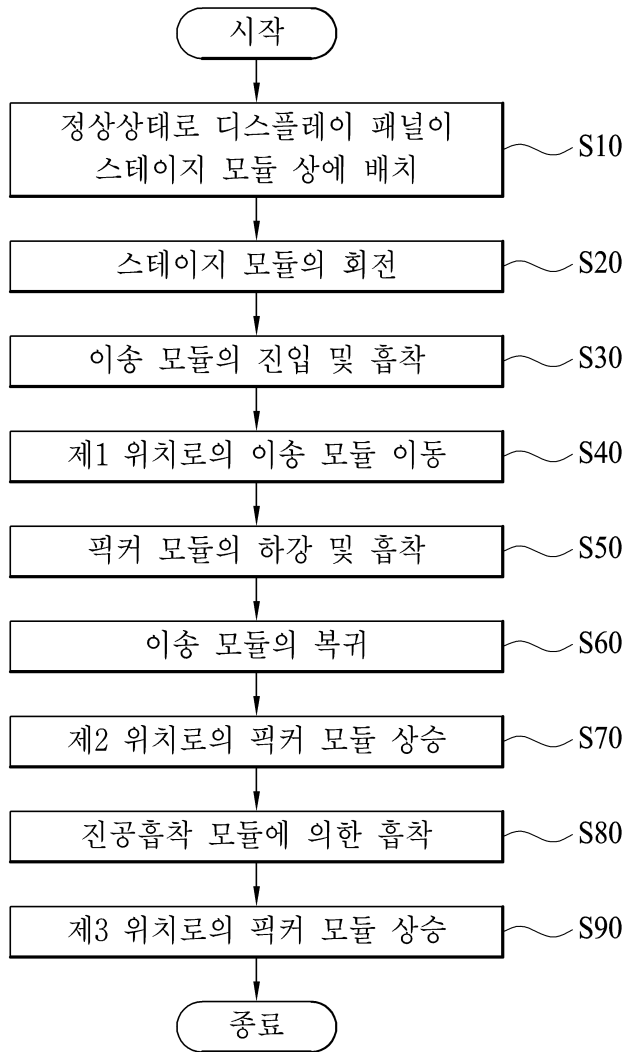 시작
정상상태로 디스플레이 패널이
스테이지 모듈 상에 배치
S10
스테이지 모듈의 회전
S20
이송 모듈의 진입 및 흡착
S30
제1 위치로의 이송 모듈 이동
S40
픽커 모듈의 하강 및 흡착
S50
이송 모듈의 복귀
S60
제2 위치로의 픽커 모듈 상승
S70
진공흡착 모듈에 의한 흡착
S80
제3 위치로의 픽커 모듈 상승
S90
종료